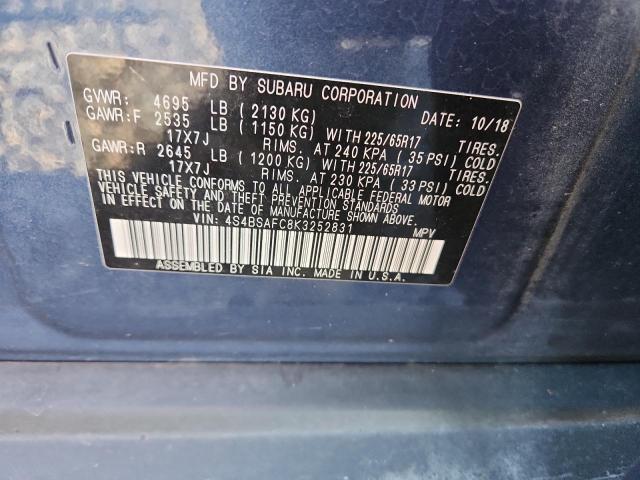 MFD BY SUBARU CORPORATION
GVWR: 4695 LB (2130 KG) DATE: 10/18
GAWR:F 2535 LB (1150 KG) WITH 225/65R17 TIRES.
17X7J RIMS. AT 240 KPA (35 PSI) COLD.
GAWR:R 2645 LB (1200 KG) WITH 225/65R17 TIRES.
17X7J RIMS. AT 230 KPA (33 PSI) COLD.
THIS VEHICLE CONFORMS TO ALL APPLICABLE FEDERAL MOTOR
VEHICLE SAFETY AND THEFT PREVENTION STANDARDS
IN EFFECT ON THE DATE OF MANUFACTURE SHOWN ABOVE.
VIN: 4S4BSAFC8K3252831 MPV
ASSEMBLED BY SIA INC. MADE IN U.S.A.